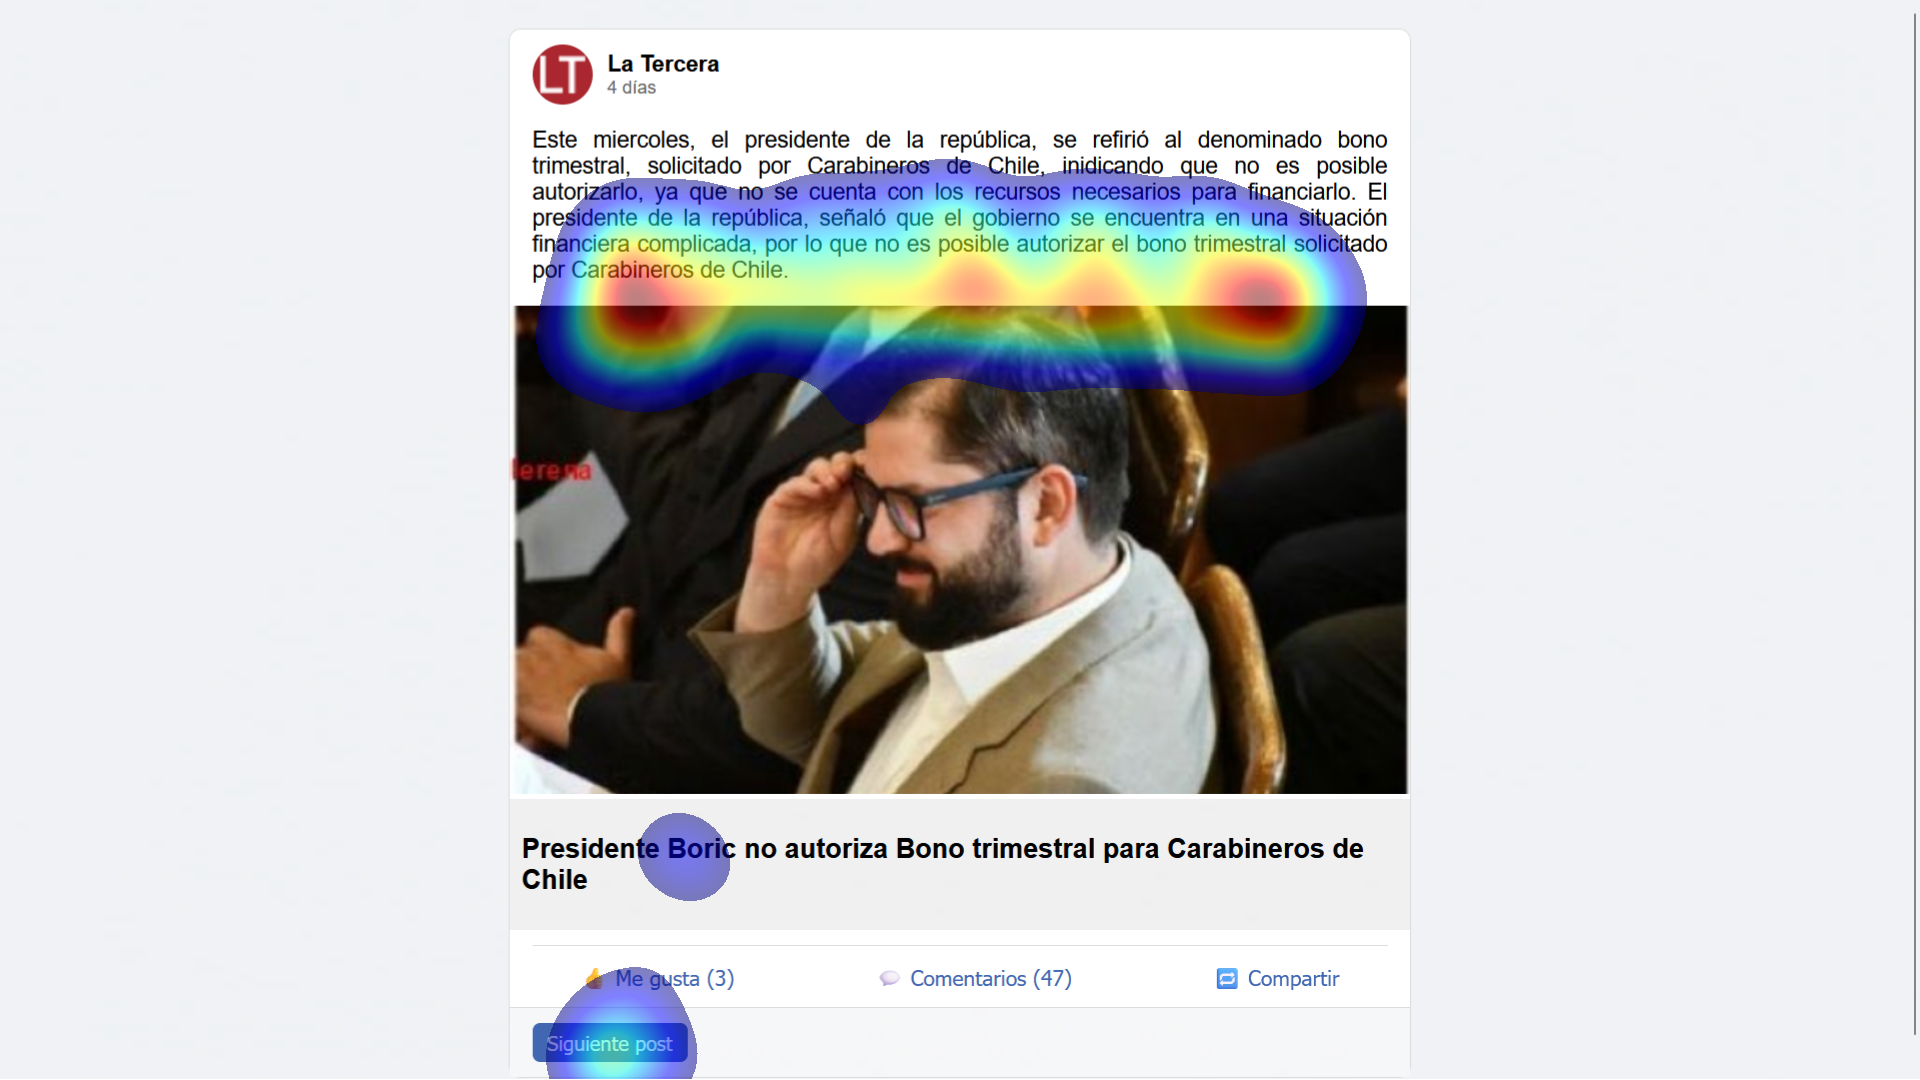 LT
La Tercera
4 días
Este miercoles, el presidente de la república, se refirió al denominado bono
trimestral, solicitado por Carabineros de Chile, inidicando que no es posible
autorizarlo, ya que no se cuenta con los recursos necesarios para financiarlo. El
presidente de la república, señaló que el gobierno se encuentra en una situación
financiera complicada, por lo que no es posible autorizar el bono trimestral solicitado
por Carabineros de Chile.
Presidente Boric no autoriza Bono trimestral para Carabineros de
Chile
Me gusta (3)
Comentarios (47)
Compartir
Siguiente post